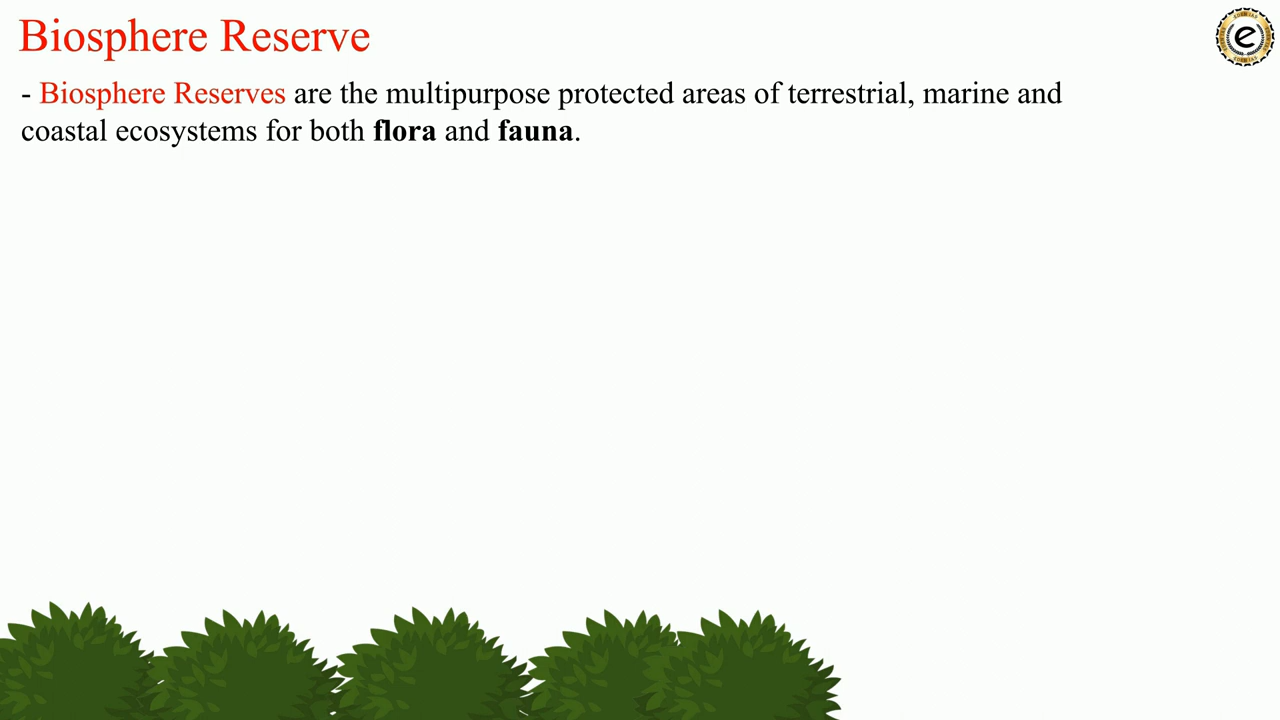 Biosphere Reserve
- Biosphere Reserves are the multipurpose protected areas of terrestrial, marine and
coastal ecosystems for both flora and fauna.
e